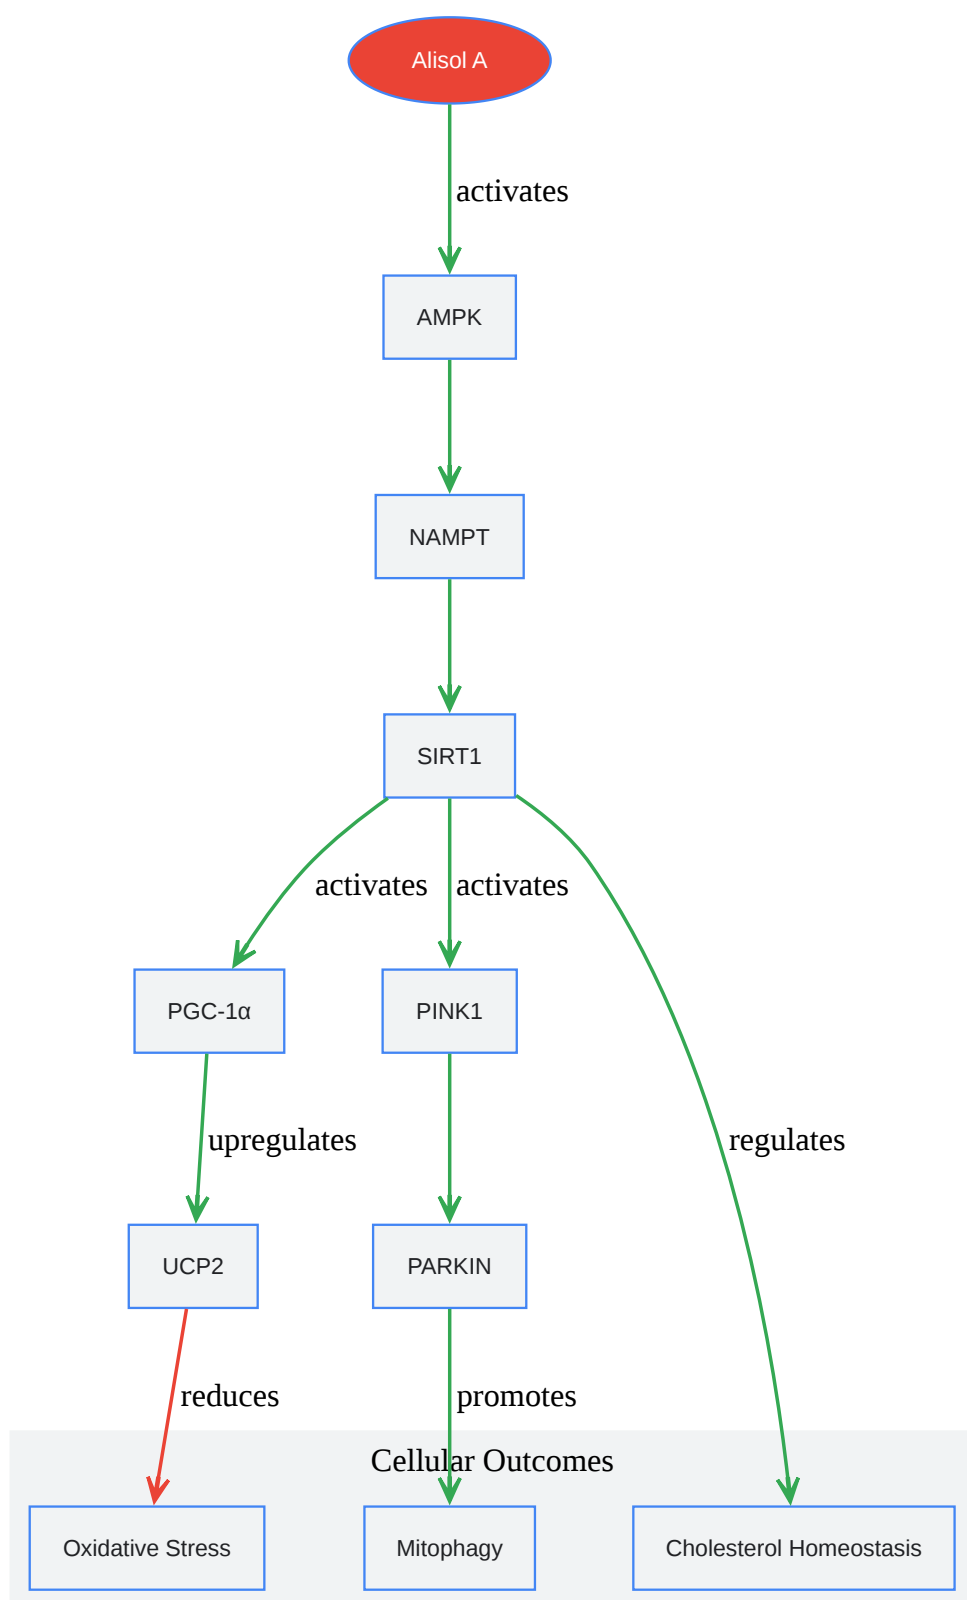 Alisol A
activates
AMPK
NAMPT
SIRT1
activates
activates
PGC-1α
PINK1
upregulates
regulates
UCP2
PARKIN
reduces
promotes
Cellular Outcomes
Oxidative Stress
Mitophagy
Cholesterol Homeostasis